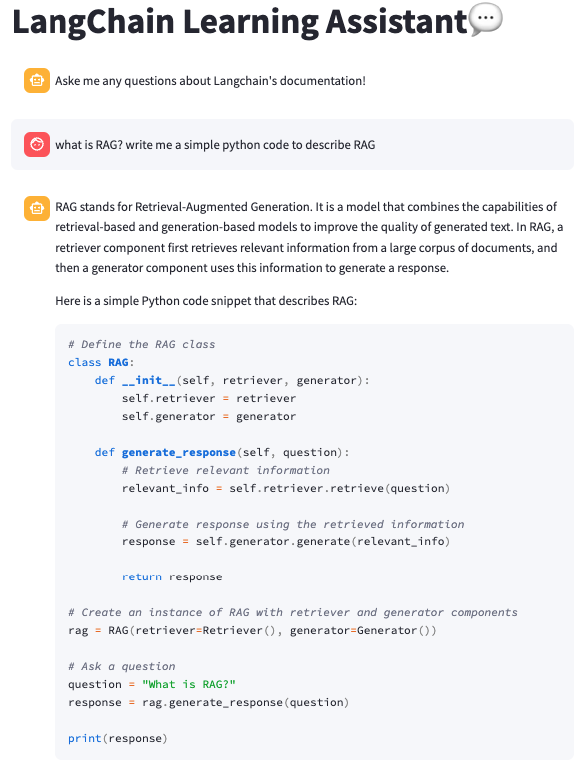 LangChain Learning Assistant💬
Aske me any questions about Langchain's documentation!
what is RAG? write me a simple python code to describe RAG
RAG stands for Retrieval-Augmented Generation. It is a model that combines the capabilities of
retrieval-based and generation-based models to improve the quality of generated text. In RAG, a
retriever component first retrieves relevant information from a large corpus of documents, and
then a generator component uses this information to generate a response.
Here is a simple Python code snippet that describes RAG:
# Define the RAG class
class RAG:
    def __init__(self, retriever, generator):
        self.retriever = retriever
        self.generator = generator
    def generate_response(self, question):
        # Retrieve relevant information
        relevant_info = self.retriever.retrieve(question)
        # Generate response using the retrieved information
        response = self.generator.generate(relevant_info)
        return response
# Create an instance of RAG with retriever and generator components
rag = RAG(retriever=Retriever(), generator=Generator())
# Ask a question
question = "What is RAG?"
response = rag.generate_response(question)
print(response)